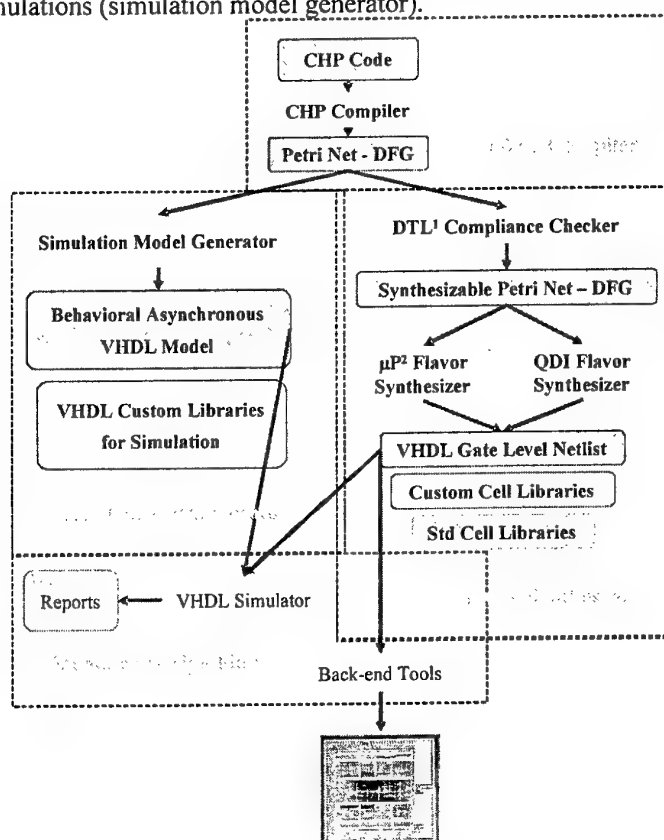 mulations (simulation model generator).
CHP Code
CHP Compiler
Petri Net - DFG
Simulation Model Generator
DTL¹ Compliance Checker
Behavioral Asynchronous
VHDL Model
Synthesizable Petri Net – DFG
µP² Flavor
Synthesizer
QDI Flavor
Synthesizer
VHDL Custom Libraries
for Simulation
VHDL Gate Level Netlist
Custom Cell Libraries
Std Cell Libraries
Reports
VHDL Simulator
Back-end Tools